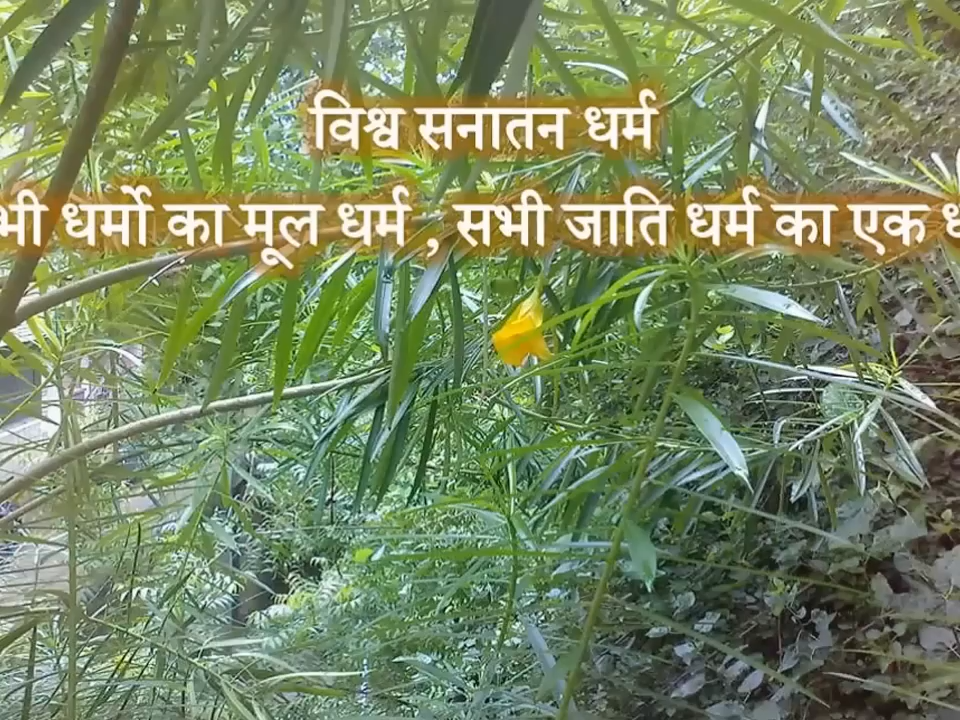 विश्व सनातन धर्म
भी धर्मो का मूल धर्म , सभी जाति धर्म का एक